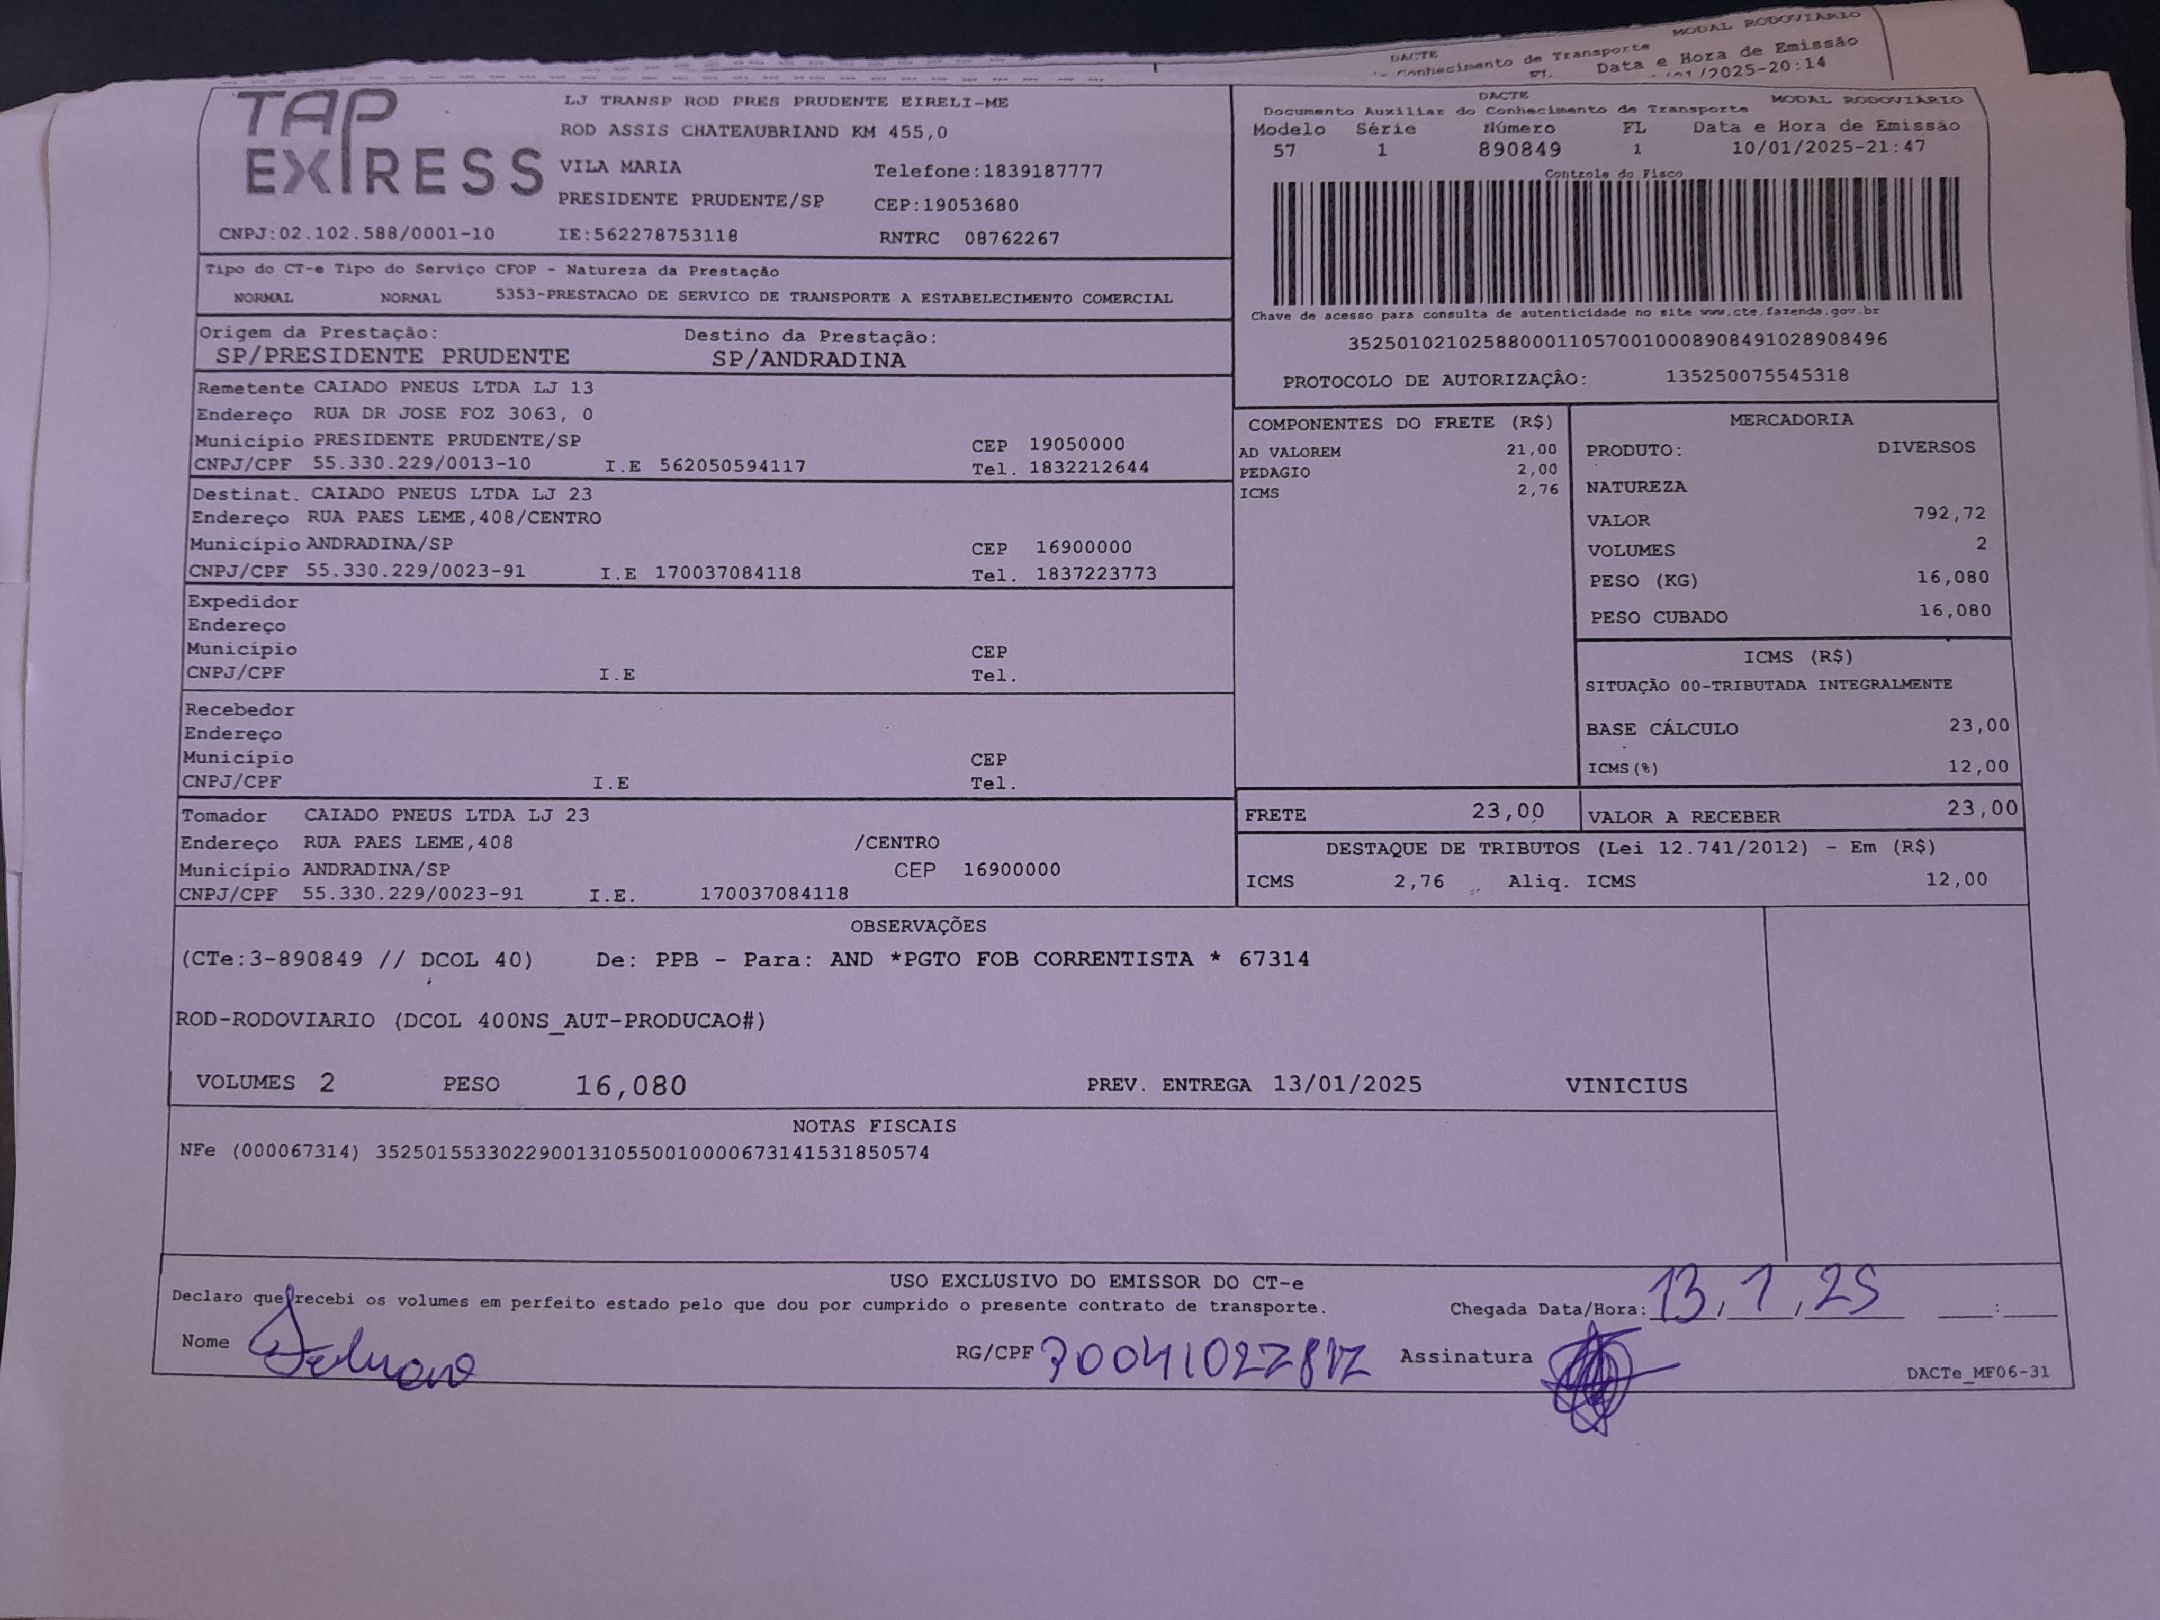 MODAL RODOVIÁRIO
DACTE
Conhecimento de Transporte
Data e Hora de Emissão
/01/2025-20:14
TAP EXPRESS
LJ TRANSP ROD PRES PRUDENTE EIRELI-ME
ROD ASSIS CHATEAUBRIAND KM 455,0
VILA MARIA Telefone:1839187777
PRESIDENTE PRUDENTE/SP CEP:19053680
CNPJ:02.102.588/0001-10 IE:562278753118 RNTRC 08762267
DACTE MODAL RODOVIÁRIO
Documento Auxiliar do Conhecimento de Transporte
Modelo Série Número FL Data e Hora de Emissão
57 1 890849 1 10/01/2025-21:47
Controle do Fisco
Chave de acesso para consulta de autenticidade no site www.cte.fazenda.gov.br
35250102102588000110570010008908491028908496
PROTOCOLO DE AUTORIZAÇÃO: 135250075545318
Tipo do CT-e Tipo do Serviço CFOP - Natureza da Prestação
NORMAL NORMAL 5353-PRESTACAO DE SERVICO DE TRANSPORTE A ESTABELECIMENTO COMERCIAL
Origem da Prestação: Destino da Prestação:
SP/PRESIDENTE PRUDENTE SP/ANDRADINA
Remetente CAIADO PNEUS LTDA LJ 13
Endereço RUA DR JOSE FOZ 3063, 0
Município PRESIDENTE PRUDENTE/SP CEP 19050000
CNPJ/CPF 55.330.229/0013-10 I.E 562050594117 Tel. 1832212644
Destinat. CAIADO PNEUS LTDA LJ 23
Endereço RUA PAES LEME,408/CENTRO
Município ANDRADINA/SP CEP 16900000
CNPJ/CPF 55.330.229/0023-91 I.E 170037084118 Tel. 1837223773
Expedidor
Endereço
Município CEP
CNPJ/CPF I.E Tel.
Recebedor
Endereço
Município CEP
CNPJ/CPF I.E Tel.
Tomador CAIADO PNEUS LTDA LJ 23
Endereço RUA PAES LEME,408 /CENTRO
Município ANDRADINA/SP CEP 16900000
CNPJ/CPF 55.330.229/0023-91 I.E. 170037084118
COMPONENTES DO FRETE (R$)
AD VALOREM 21,00
PEDAGIO 2,00
ICMS 2,76
MERCADORIA
PRODUTO: DIVERSOS
NATUREZA
VALOR 792,72
VOLUMES 2
PESO (KG) 16,080
PESO CUBADO 16,080
ICMS (R$)
SITUAÇÃO 00-TRIBUTADA INTEGRALMENTE
BASE CÁLCULO 23,00
ICMS(%) 12,00
FRETE 23,00 VALOR A RECEBER 23,00
DESTAQUE DE TRIBUTOS (Lei 12.741/2012) - Em (R$)
ICMS 2,76 Aliq. ICMS 12,00
OBSERVAÇÕES
(CTe:3-890849 // DCOL 40) De: PPB - Para: AND *PGTO FOB CORRENTISTA * 67314
ROD-RODOVIARIO (DCOL 400NS_AUT-PRODUCAO#)
VOLUMES 2 PESO 16,080 PREV. ENTREGA 13/01/2025 VINICIUS
NOTAS FISCAIS
NFe (000067314) 35250155330229001310550010000673141531850574
USO EXCLUSIVO DO EMISSOR DO CT-e
Declaro que recebi os volumes em perfeito estado pelo que dou por cumprido o presente contrato de transporte. Chegada Data/Hora: 13/1/25 :
Nome RG/CPF Assinatura
DACTe_MF06-31